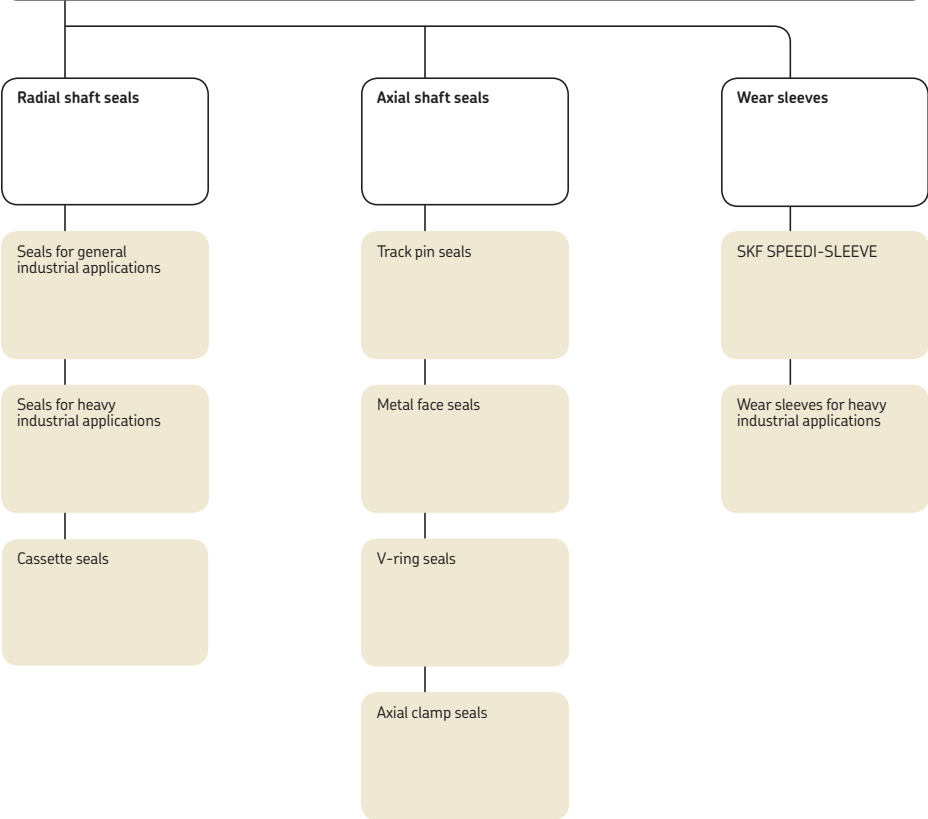 Radial shaft seals
Axial shaft seals
Wear sleeves
Seals for general
industrial applications
Track pin seals
SKF SPEEDI-SLEEVE
Seals for heavy
industrial applications
Metal face seals
Wear sleeves for heavy
industrial applications
Cassette seals
V-ring seals
Axial clamp seals